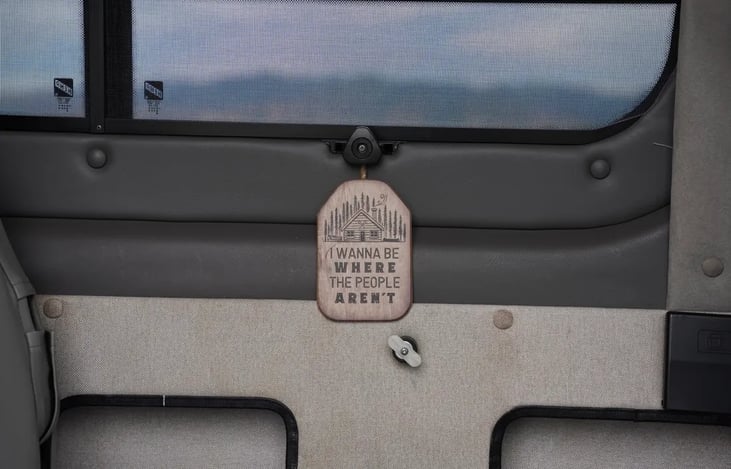 I WANNA BE
WHERE
THE PEOPLE
AREN'T